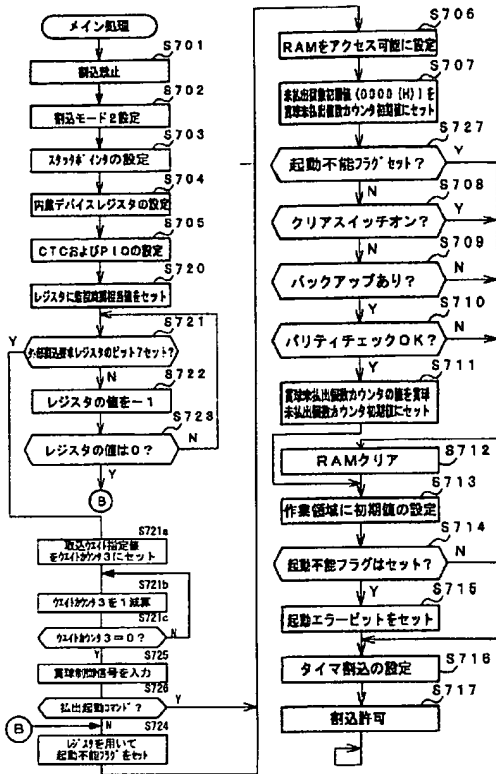 メイン処理
S701
割込禁止
S702
割込モード2設定
S703
スタックポインタの設定
S704
内蔵デバイスレジスタの設定
S705
CTCおよびPIOの設定
S720
レジスタに監視時間相当値をセット
S721
Y
外部割込要求レジスタのビット7セット?
N
S722
レジスタの値を-1
S723
レジスタの値は0?
N
Y
B
S721a
取込ウエイト指定値
をウエイトカウンタ3にセット
S721b
ウエイトカウンタ3を1減算
S721c
ウエイトカウンタ3=0?
N
Y
S725
賞球制御信号を入力
S726
払出起動コマンド?
Y
B
N
S724
レジスタを用いて
起動不能フラグをセット
S706
RAMをアクセス可能に設定
S707
未払出個数初期値(0000(H))を
賞球未払出個数カウンタ初期値にセット
S727
起動不能フラグセット?
Y
N
S708
クリアスイッチオン?
Y
N
S709
バックアップあり?
N
Y
S710
パリティチェックOK?
N
Y
S711
賞球未払出個数カウンタの値を賞球
未払出個数カウンタ初期値にセット
RAMクリア
S712
S713
作業領域に初期値の設定
S714
起動不能フラグはセット?
N
Y
S715
起動エラービットをセット
S716
タイマ割込の設定
S717
割込許可